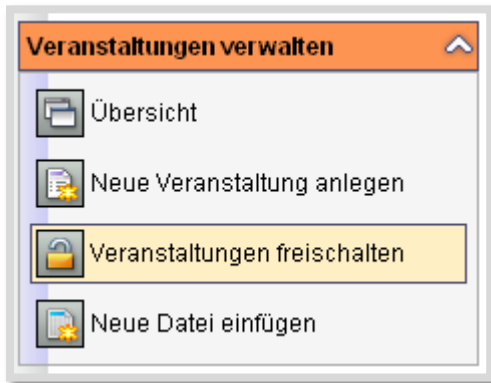 Veranstaltungen verwalten
Übersicht
Neue Veranstaltung anlegen
Veranstaltungen freischalten
Neue Datei einfügen